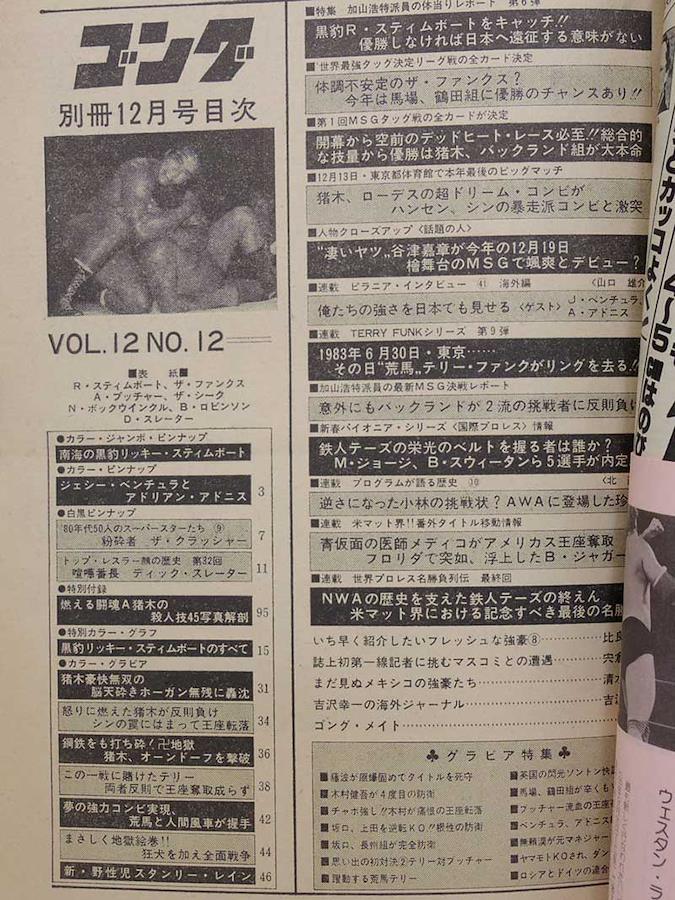 ゴング
別冊12月号目次
VOL.12 NO.12
■表 紙■
R・スティムボート、ザ・ファンクス
A・ブッチャー、ザ・シーク
N・ボックウインクル、B・ロビンソン
D・スレーター
●カラー・ジャンボ・ピンナップ
南海の黒豹リッキー・スティムボート
●カラー・ピンナップ
ジェシー・ベンチュラと
アドリアン・アドニス 3
●白黒ピンナップ
'80年代50人のスーパースターたち ⑨
粉砕者 ザ・クラッシャー 7
トップ・レスラー顔の歴史 第32回
喧嘩番長 ディック・スレーター 11
●特別付録
燃える闘魂A猪木の
殺人技45写真解剖 95
●特別カラー・グラフ
黒豹リッキー・スティムボートのすべて 15
●カラー・グラビア
猪木豪快無双の
脳天砕きホーガン無残に轟沈 31
怒りに燃えた猪木が反則負け
シンの罠にはまって王座転落 34
鋼鉄をも打ち砕く!卍地獄
猪木、オーンドーフを撃破 36
この一戦に賭けたテリー
両者反則で王座奪取成らず 38
夢の強力コンビ実現、
荒馬と人間風車が握手 42
まさしく地獄絵巻!!
狂犬を加え全面戦争 44
新・野性児スタンリー・レイン 46
■特集 加山浩特派員の体当りレポート 第6弾
黒豹R・スティムボートをキャッチ!!
優勝しなければ日本へ遠征する意味がない
■世界最強タッグ決定リーグ戦の全カード決定
体調不安定のザ・ファンクス?
今年は馬場、鶴田組に優勝のチャンスあり!!
■第1回MSGタッグ戦の全カードが決定
開幕から空前のデッドヒート・レース必至!!総合的
な技量から優勝は猪木、バックランド組が大本命
■12月13日・東京都体育館で本年最後のビッグマッチ
猪木、ローデスの超ドリーム・コンビが
ハンセン、シンの暴走派コンビと激突
■人物クローズアップ〈話題の人〉
"凄いヤツ"谷津嘉章が今年の12月19日
檜舞台のMSGで颯爽とデビュー?
■連載 ピラニア・インタビュー ㊶ 海外編 〈山口 雄介
俺たちの強さを日本でも見せる〈ゲスト〉 J・ベンチュラ、
A・アドニス
■連載 TERRY FUNKシリーズ 第9弾
1983年6月30日・東京……
その日"荒馬"テリー・ファンクがリングを去る!!
■加山浩特派員の最新MSG決戦レポート
意外にもバックランドが2流の挑戦者に反則負け
■新春パイオニア・シリーズ〈国際プロレス〉情報
鉄人テーズの栄光のベルトを握る者は誰か?
M・ジョージ、B・スウィータンら5選手が内定
■連載 プログラムが語る歴史 ⑩ 〈北
逆さになった小林の挑戦状?AWAに登場した珍
■連載 米マット界!!番外タイトル移動情報
青仮面の医師メディコがアメリカス王座奪取
フロリダで突如、浮上したB・ジャガー
■連載 世界プロレス名勝負列伝 最終回
NWAの歴史を支えた鉄人テーズの終えん
米マット界における記念すべき最後の名勝
いち早く紹介したいフレッシュな強豪⑧…………比良
誌上初第一線記者に挑むマスコミとの遭遇………宍倉
まだ見ぬメキシコの強豪たち………清水
吉沢幸一の海外ジャーナル………吉沢
ゴング・メイト
♣グラビア特集♣
■藤波が原爆固めでタイトルを死守
■木村健吾が4度目の防衛
■チャボ強し!!木村が痛恨の王座転落
■坂口、上田を逆転KO!!根性の防衛
■坂口、長州組が完全防衛
■思い出の初対決2テリー対ブッチャー
■躍動する荒馬テリー
■英国の閃光ソントン快
■馬場、鶴田組が辛くも
■ブッチャー流血の王座
■ベンチュラ、アドニス
■無頼漢が元マネジャー
■ヤマモトKOされ、ダン
■ロシアとドイツの連合
とカッコよく
4〜5個はのび
ウエスタン・ラ